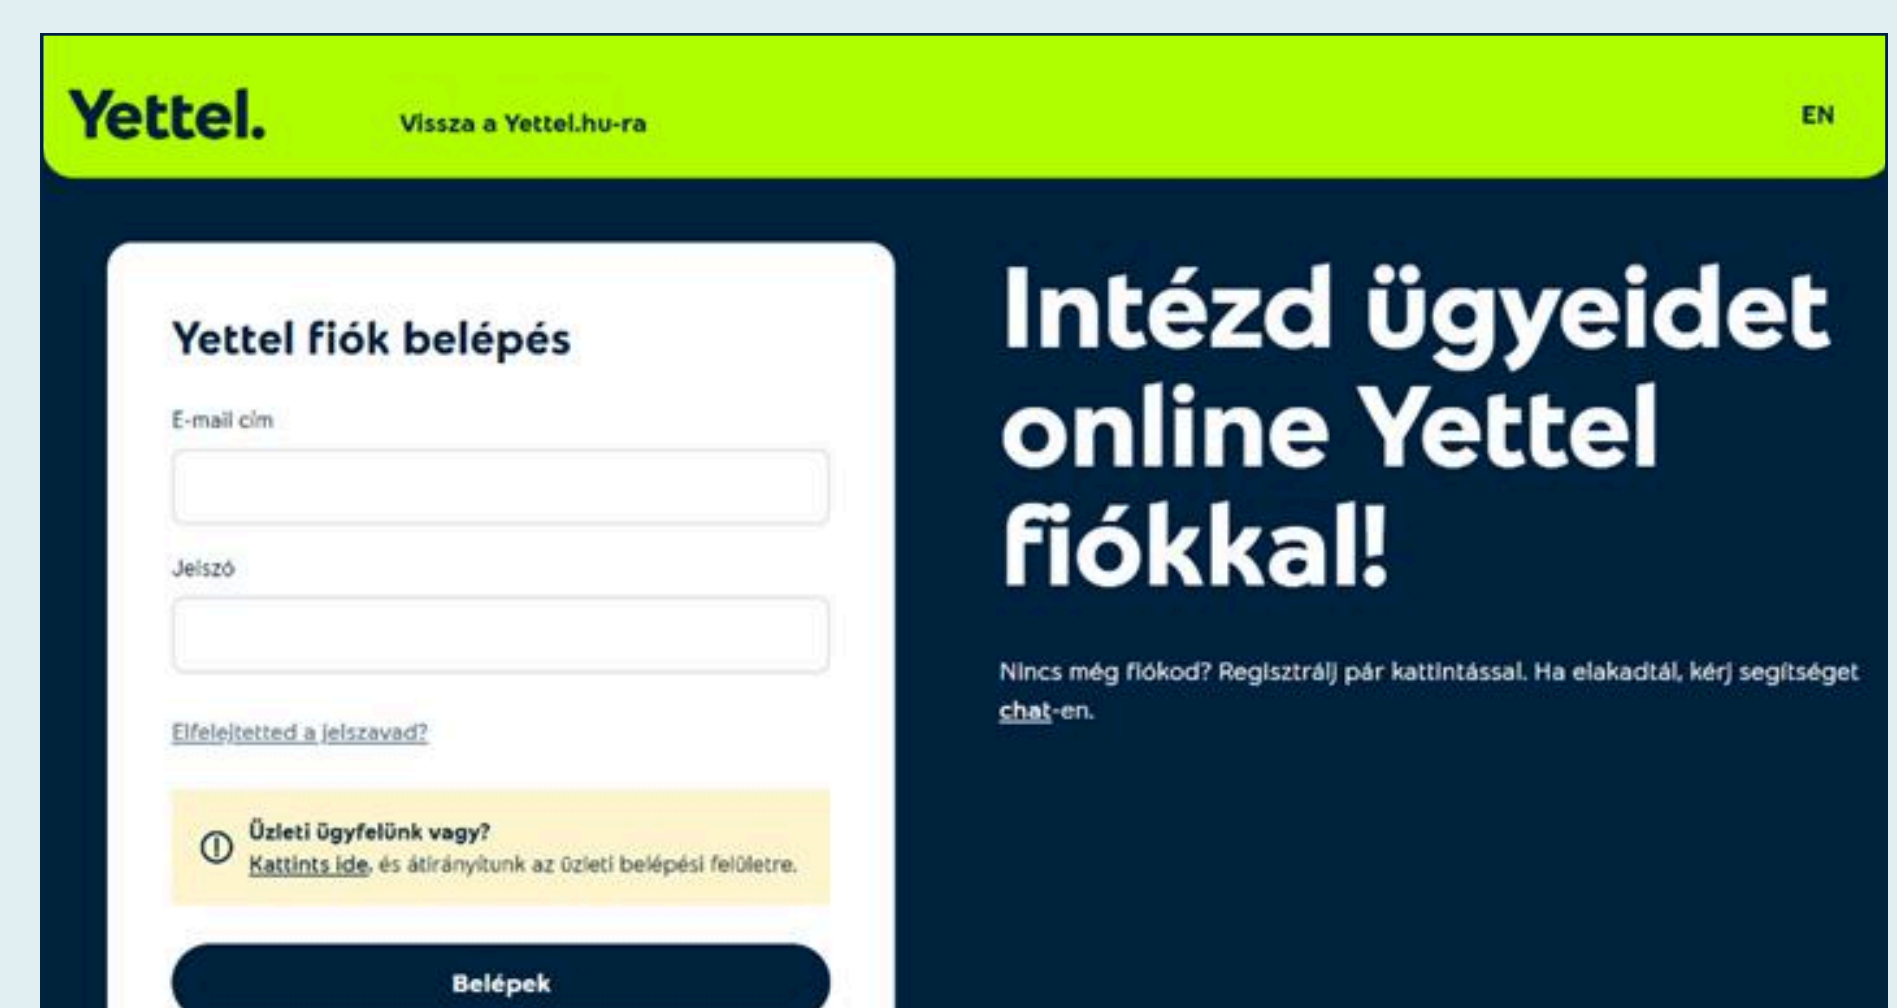 Yettel.
Vissza a Yettel.hu-ra
EN
Yettel fiók belépés
E-mail cím
Jelszó
Elfelejtetted a jelszavad?
Üzleti ügyfelünk vagy?
Kattints ide, és átirányítunk az üzleti belépési felületre.
Belépek
Intézd ügyeidet
online Yettel
fiókkal!
Nincs még fiókod? Regisztrálj pár kattintással. Ha elakadtál, kérj segítséget
chat-en.